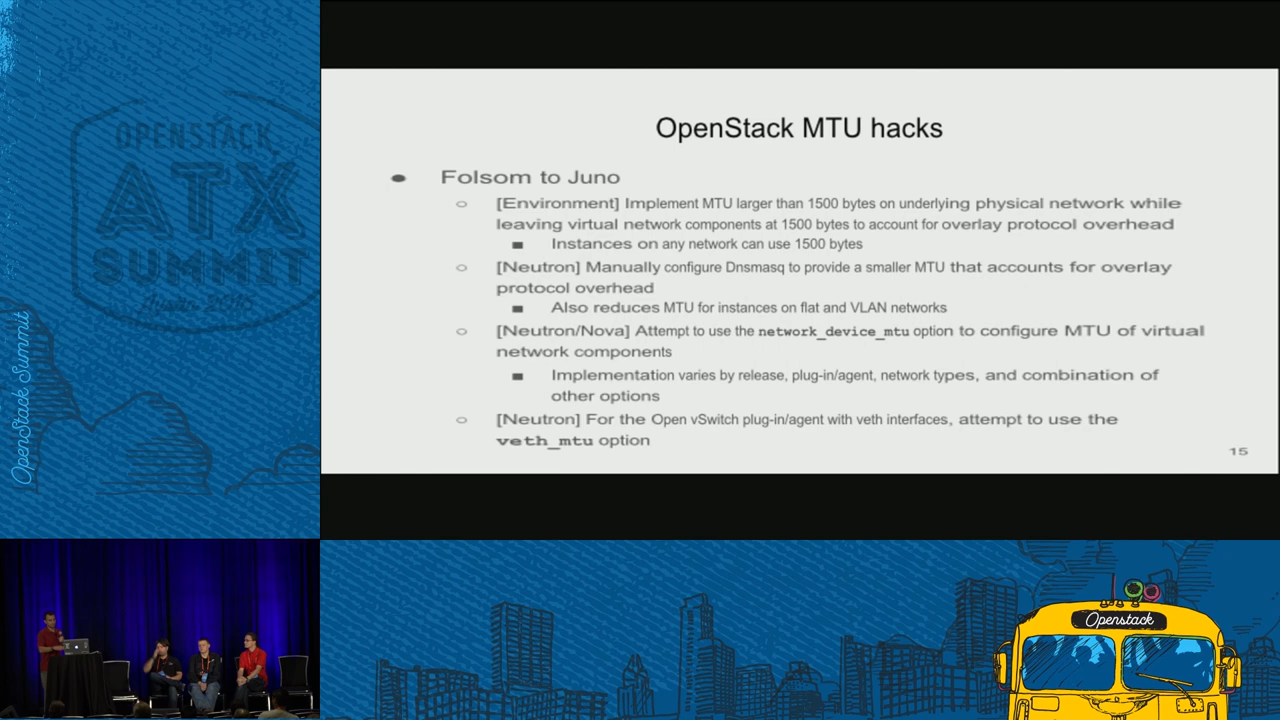 OPENSTACK
ATX
SUMMIT
Austin 2016
OpenStack Summit
OpenStack MTU hacks
● Folsom to Juno
○ [Environment] Implement MTU larger than 1500 bytes on underlying physical network while
leaving virtual network components at 1500 bytes to account for overlay protocol overhead
■ Instances on any network can use 1500 bytes
○ [Neutron] Manually configure Dnsmasq to provide a smaller MTU that accounts for overlay
protocol overhead
■ Also reduces MTU for instances on flat and VLAN networks
○ [Neutron/Nova] Attempt to use the network_device_mtu option to configure MTU of virtual
network components
■ Implementation varies by release, plug-in/agent, network types, and combination of
other options
○ [Neutron] For the Open vSwitch plug-in/agent with veth interfaces, attempt to use the
veth_mtu option
15
Openstack